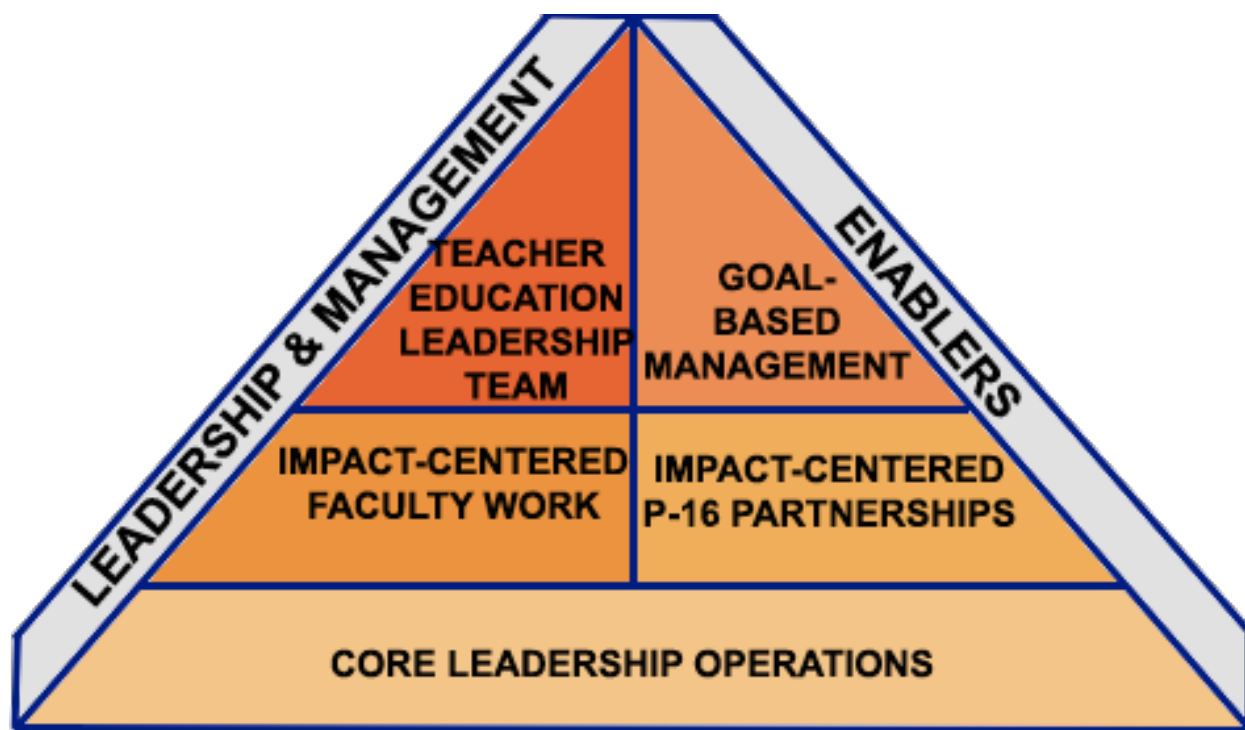 LEADERSHIP & MANAGEMENT
ENABLERS
TEACHER
EDUCATION
LEADERSHIP
TEAM
GOAL-
BASED
MANAGEMENT
IMPACT-CENTERED
FACULTY WORK
IMPACT-CENTERED
P-16 PARTNERSHIPS
CORE LEADERSHIP OPERATIONS